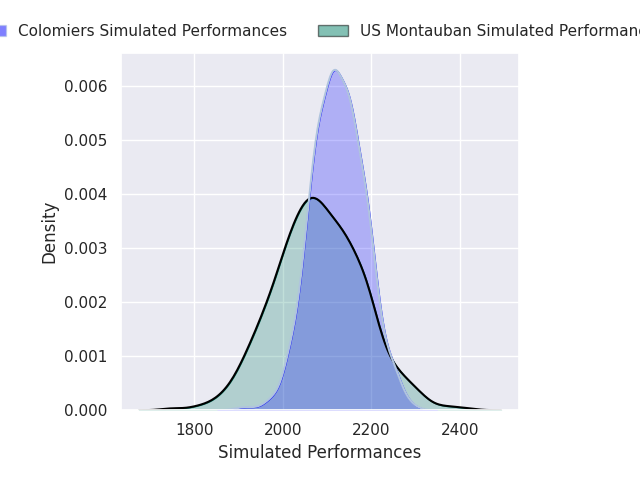 Colomiers Simulated Performances
US Montauban Simulated
0.006
0.005
0.004
0.003
0.002
0.001
0.000
Density
1800 2000 2200 2400
Simulated Performances